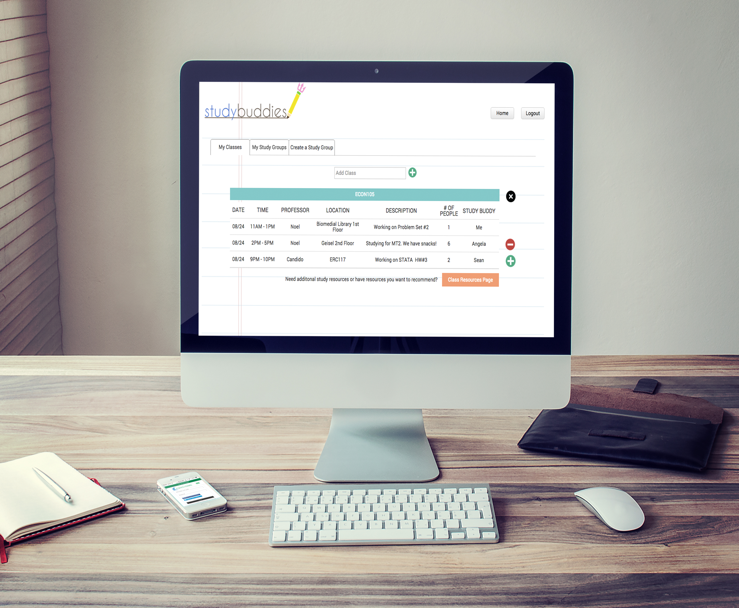 studybuddies
Home Logout
My Classes My Study Groups Create a Study Group
Add Class
ECON100
DATE TIME PROFESSOR LOCATION DESCRIPTION # OF PEOPLE STUDY BUDDY
08/24 11AM - 1PM Noel Biomedial Library 1st Floor Working on Problem Set #2 1 Me
08/24 2PM - 5PM Noel Geisel 2nd Floor Studying for MT2. We have snacks! 6 Angela
08/24 9PM - 10PM Candido ERC117 Working on STATA HW#3 2 Sean
Need additonal study resources or have resources you want to recommend? Class Resources Page